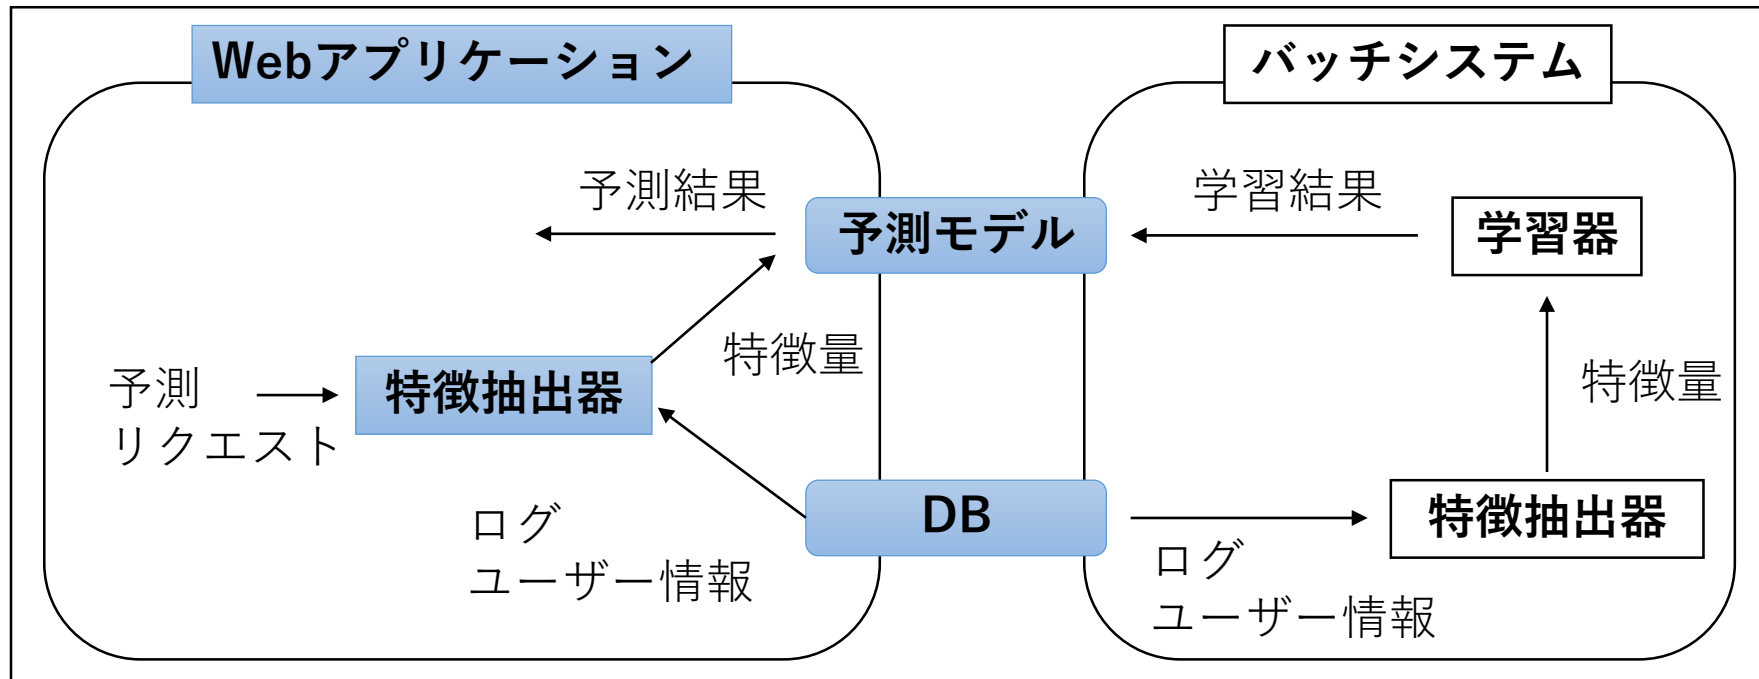 Webアプリケーション
バッチシステム
予測結果
学習結果
予測モデル
学習器
特徴量
特徴量
予測
リクエスト
特徴抽出器
DB
特徴抽出器
ログ
ユーザー情報
ログ
ユーザー情報